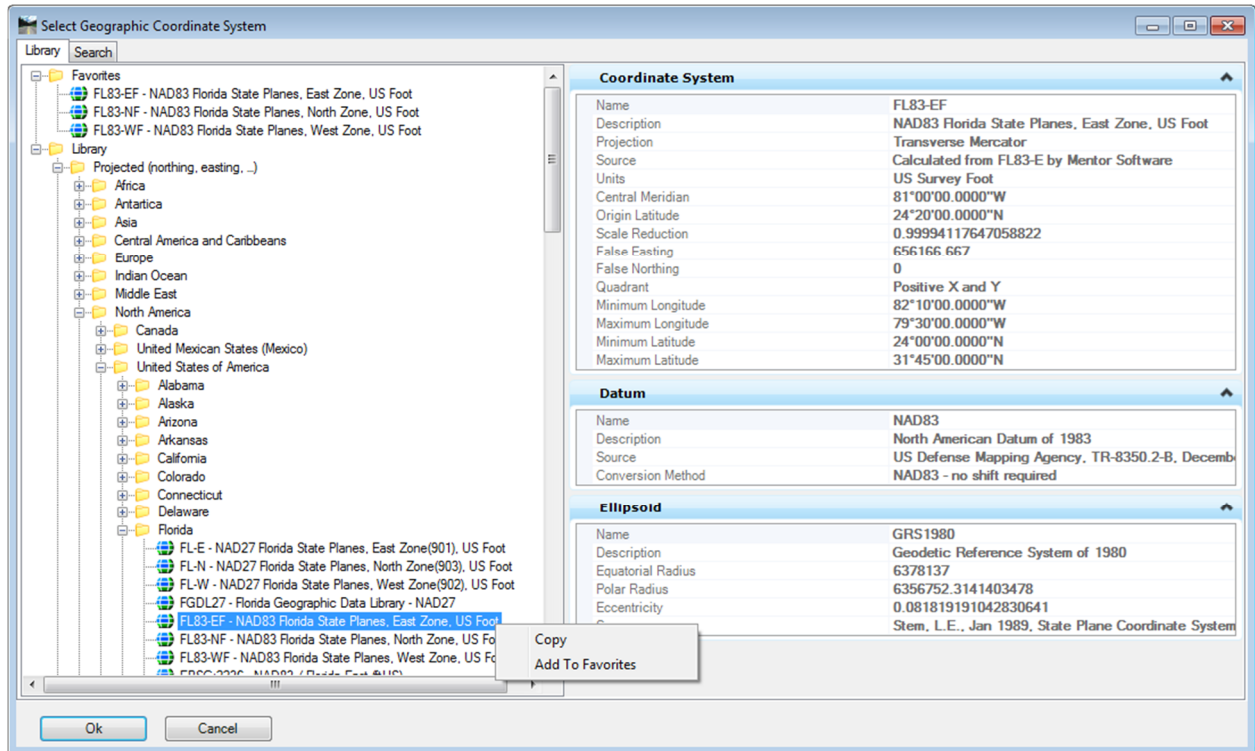 Select Geographic Coordinate System
Library Search
Favorites
FL83-EF - NAD83 Florida State Planes, East Zone, US Foot
FL83-NF - NAD83 Florida State Planes, North Zone, US Foot
FL83-WF - NAD83 Florida State Planes, West Zone, US Foot
Library
Projected (northing, easting, ...)
Africa
Antartica
Asia
Central America and Caribbeans
Europe
Indian Ocean
Middle East
North America
Canada
United Mexican States (Mexico)
United States of America
Alabama
Alaska
Arizona
Arkansas
California
Colorado
Connecticut
Delaware
Florida
FL-E - NAD27 Florida State Planes, East Zone(901), US Foot
FL-N - NAD27 Florida State Planes, North Zone(903), US Foot
FL-W - NAD27 Florida State Planes, West Zone(902), US Foot
FGDL27 - Florida Geographic Data Library - NAD27
FL83-EF - NAD83 Florida State Planes, East Zone, US Foot
FL83-NF - NAD83 Florida State Planes, North Zone, US Fo
FL83-WF - NAD83 Florida State Planes, West Zone, US Fo
Copy
Add To Favorites
Coordinate System
Name FL83-EF
Description NAD83 Florida State Planes, East Zone, US Foot
Projection Transverse Mercator
Source Calculated from FL83-E by Mentor Software
Units US Survey Foot
Central Meridian 81°00'00.0000"W
Origin Latitude 24°20'00.0000"N
Scale Reduction 0.99994117647058822
False Easting 656166.667
False Northing 0
Quadrant Positive X and Y
Minimum Longitude 82°10'00.0000"W
Maximum Longitude 79°30'00.0000"W
Minimum Latitude 24°00'00.0000"N
Maximum Latitude 31°45'00.0000"N
Datum
Name NAD83
Description North American Datum of 1983
Source US Defense Mapping Agency, TR-8350.2-B, Decemb
Conversion Method NAD83 - no shift required
Ellipsoid
Name GRS1980
Description Geodetic Reference System of 1980
Equatorial Radius 6378137
Polar Radius 6356752.3141403478
Eccentricity 0.081819191042830641
Stem, L.E., Jan 1989, State Plane Coordinate System
Ok Cancel